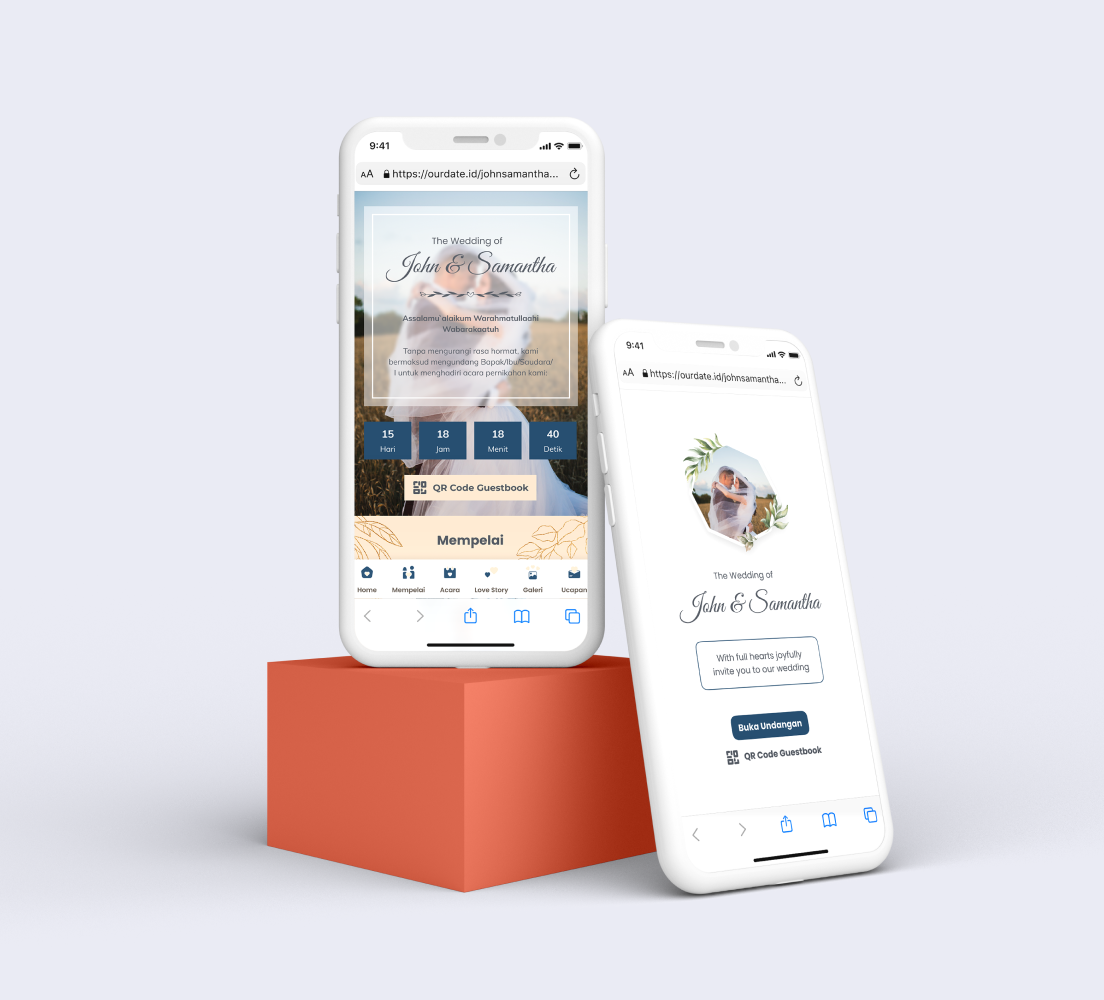 9:41
AA https://ourdate.id/johnsamantha...
The Wedding of
John & Samantha
Assalamu`alaikum Warahmatullaahi
Wabarakaatuh
Tanpa mengurangi rasa hormat, kami
bermaksud mengundang Bapak/Ibu/Saudara/
I untuk menghadiri acara pernikahan kami:
15 18 18 40
Hari Jam Menit Detik
QR Code Guestbook
Mempelai
Home Mempelai Acara Love Story Galeri Ucapan
9:41
AA https://ourdate.id/johnsamantha...
The Wedding of
John & Samantha
With full hearts joyfully
invite you to our wedding
Buka Undangan
QR Code Guestbook